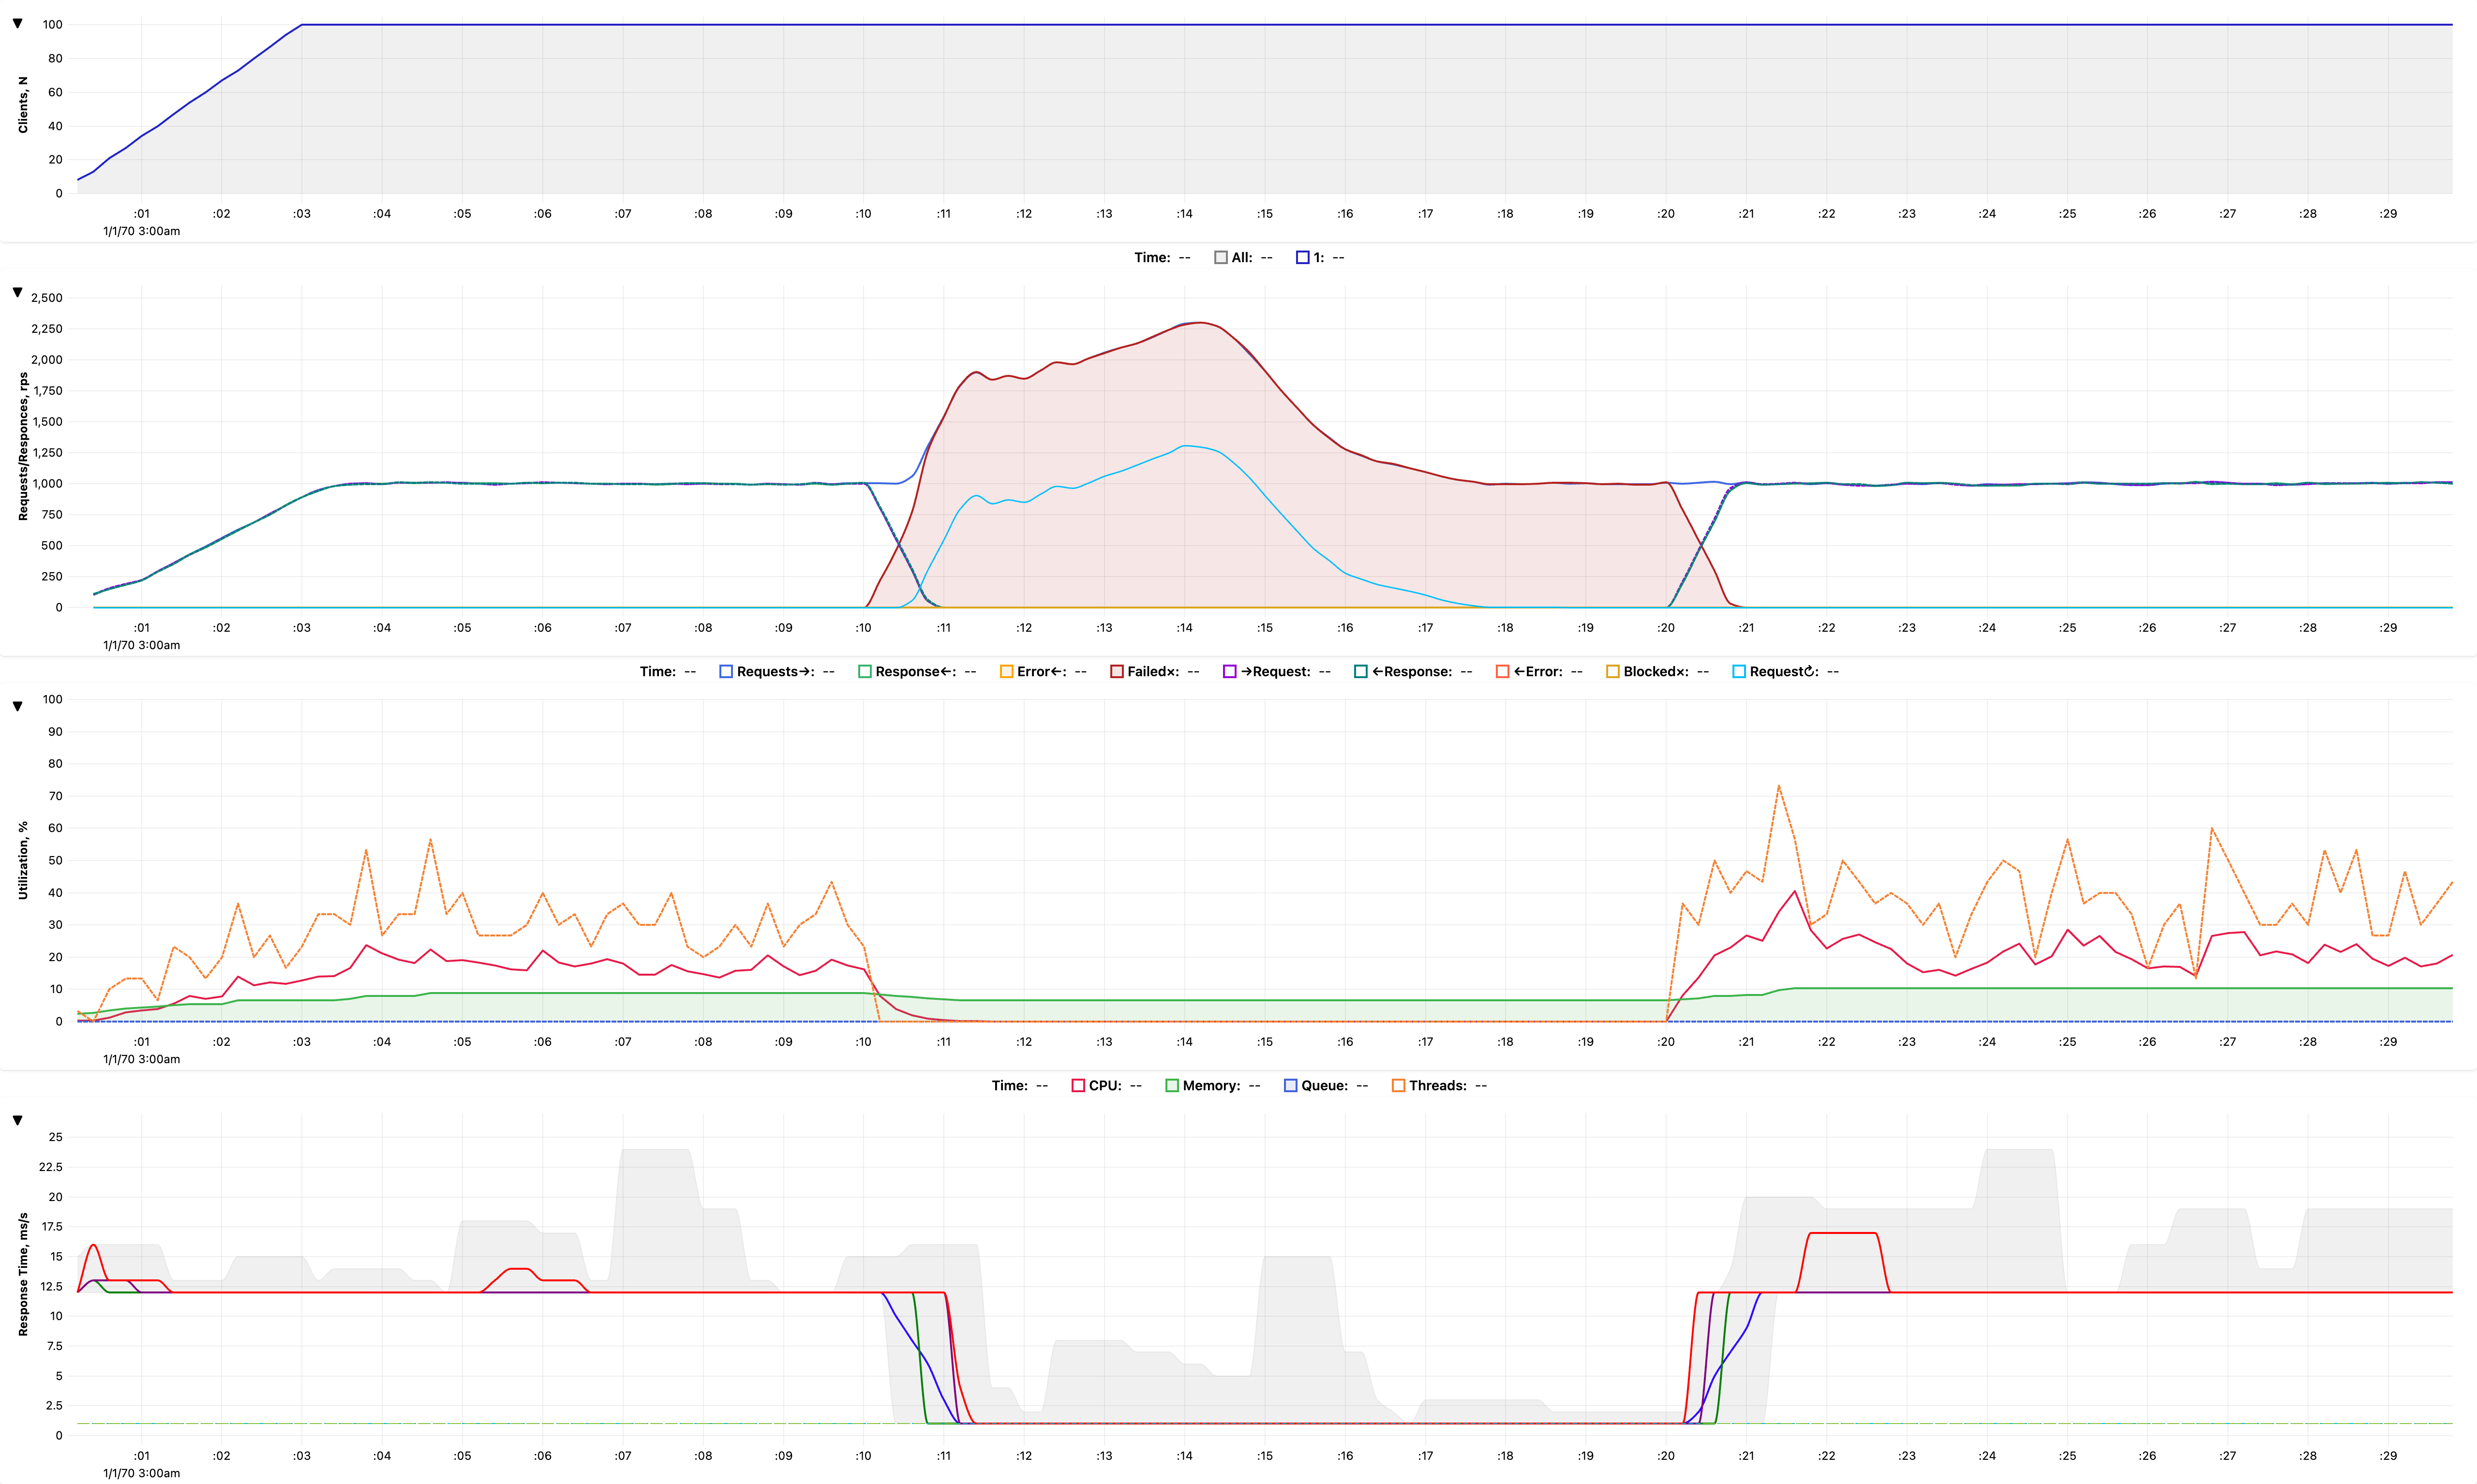 ▼
Clients, N
100
80
60
40
20
0
:01 :02 :03 :04 :05 :06 :07 :08 :09 :10 :11 :12 :13 :14 :15 :16 :17 :18 :19 :20 :21 :22 :23 :24 :25 :26 :27 :28 :29
1/1/70 3:00am
Time: -- All: -- 1: --
▼
Requests/Responces, rps
2,500
2,250
2,000
1,750
1,500
1,250
1,000
750
500
250
0
:01 :02 :03 :04 :05 :06 :07 :08 :09 :10 :11 :12 :13 :14 :15 :16 :17 :18 :19 :20 :21 :22 :23 :24 :25 :26 :27 :28 :29
1/1/70 3:00am
Time: -- Requests→: -- Response←: -- Error←: -- Failed×: -- →Request: -- ←Response: -- ←Error: -- Blocked×: -- Request↻: --
▼
Utilization, %
100
90
80
70
60
50
40
30
20
10
0
:01 :02 :03 :04 :05 :06 :07 :08 :09 :10 :11 :12 :13 :14 :15 :16 :17 :18 :19 :20 :21 :22 :23 :24 :25 :26 :27 :28 :29
1/1/70 3:00am
Time: -- CPU: -- Memory: -- Queue: -- Threads: --
▼
Response Time, ms/s
25
22.5
20
17.5
15
12.5
10
7.5
5
2.5
0
:01 :02 :03 :04 :05 :06 :07 :08 :09 :10 :11 :12 :13 :14 :15 :16 :17 :18 :19 :20 :21 :22 :23 :24 :25 :26 :27 :28 :29
1/1/70 3:00am